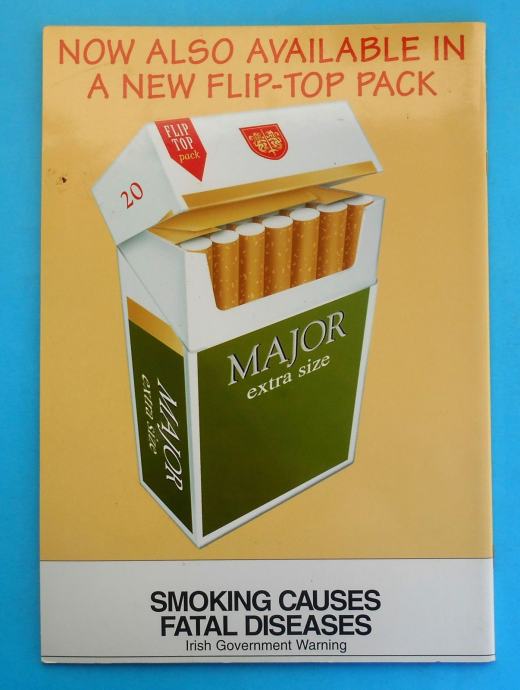 NOW ALSO AVAILABLE IN
A NEW FLIP-TOP PACK
FLIP
TOP
pack
20
MAJOR
extra size
MAJOR
extra size
SMOKING CAUSES
FATAL DISEASES
Irish Government Warning